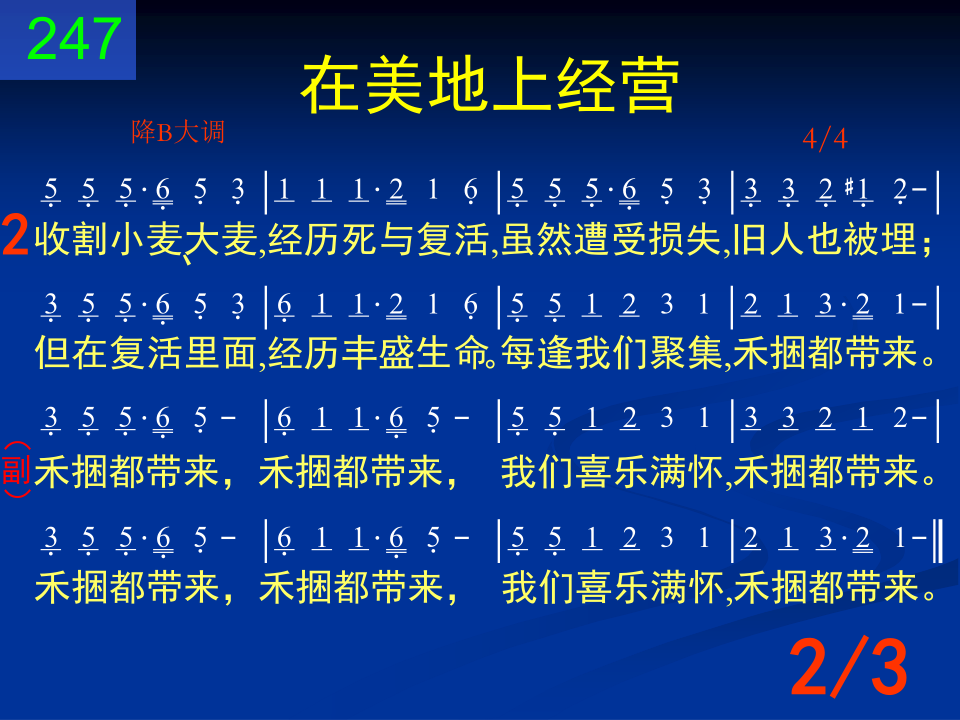 247
在美地上经营
降B大调 4/4
5 5 5·6 5 3 | 1 1 1·2 1 6 | 5 5 5·6 5 3 | 3 3 2 #1 2-|
2 收割小麦、大麦,经历死与复活,虽然遭受损失,旧人也被埋；
3 5 5·6 5 3 | 6 1 1·2 1 6 | 5 5 1 2 3 1 | 2 1 3·2 1-|
但在复活里面,经历丰盛生命。每逢我们聚集,禾捆都带来。
3 5 5·6 5 - | 6 1 1·6 5 - | 5 5 1 2 3 1 | 3 3 2 1 2-|
（副） 禾捆都带来，禾捆都带来， 我们喜乐满怀,禾捆都带来。
3 5 5·6 5 - | 6 1 1·6 5 - | 5 5 1 2 3 1 | 2 1 3·2 1-‖
禾捆都带来，禾捆都带来， 我们喜乐满怀,禾捆都带来。
2/3